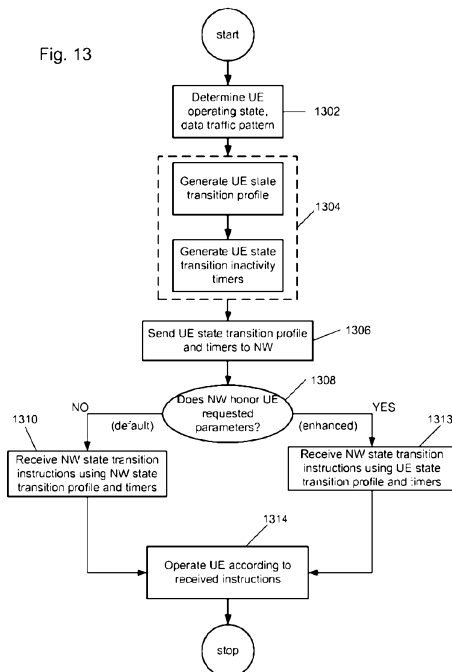 start
Fig. 13
Determine UE
operating state,
data traffic pattern
1302
Generate UE state
transition profile
1304
Generate UE state
transition inactivity
timers
1306
Send UE state transition profile
and timers to NW
1308
Does NW honor UE
requested
parameters?
NO
(default)
(enhanced)
YES
1310
1313
Receive NW state transition
instructions using NW state
transition profile and timers
Receive NW state transition
instructions using UE state
transition profile and timers
1314
Operate UE according to
received instructions
stop